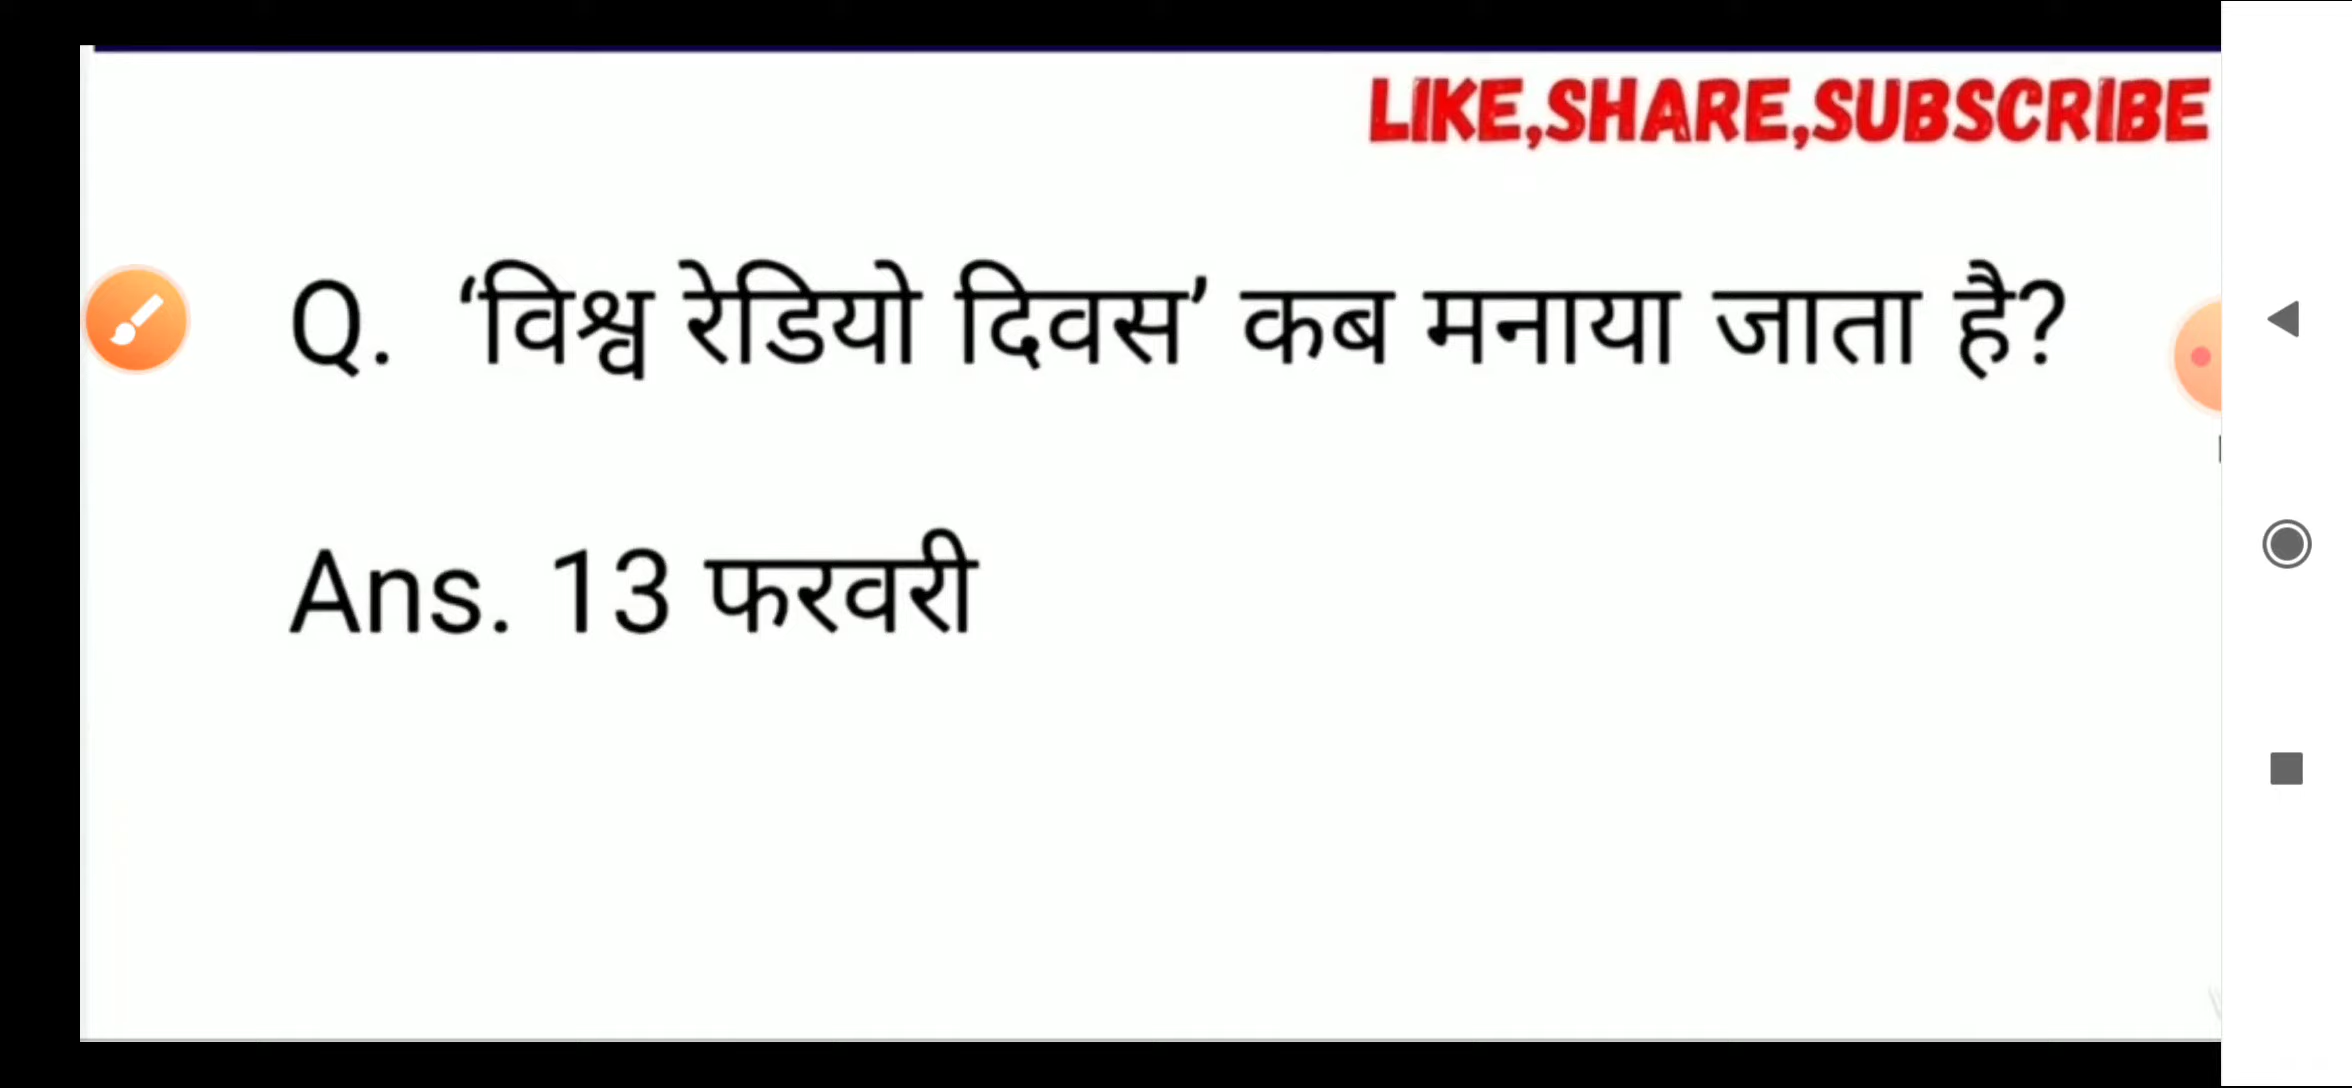 LIKE,SHARE,SUBSCRIBE
Q. ‘विश्व रेडियो दिवस’ कब मनाया जाता है?
Ans. 13 फरवरी